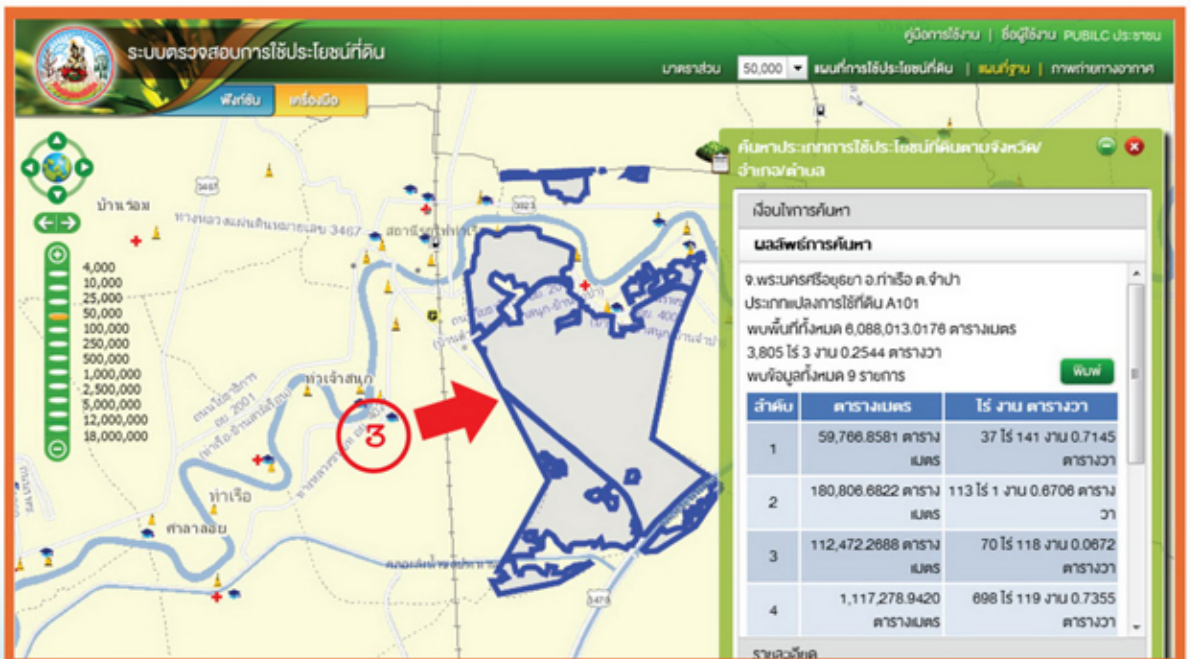 คู่มือการใช้งาน | ชื่อผู้ใช้งาน PUBILC ประชาชน
ระบบตรวจสอบการใช้ประโยชน์ที่ดิน
มาตราส่วน 50,000 แผนที่การใช้ประโยชน์ที่ดิน | แผนที่ฐาน | ภาพถ่ายทางอากาศ
ฟังก์ชัน เครื่องมือ
4,000
10,000
25,000
50,000
100,000
250,000
500,000
1,000,000
2,500,000
5,000,000
12,000,000
18,000,000
3467
บ้านร่อม
ทางหลวงแผ่นดินหมายเลข 3467
3023
ท่าเจ้าสนุก
3
ท่าเรือ
ศาลาลอย
3470
ค้นหาประเภทการใช้ประโยชน์ที่ดินตามจังหวัด/
อำเภอ/ตำบล
เงื่อนไขการค้นหา
ผลลัพธ์การค้นหา
จ.พระนครศรีอยุธยา อ.ท่าเรือ ต.จำปา
ประเภทแปลงการใช้ที่ดิน A101
พบพื้นที่ทั้งหมด 6,088,013.0176 ตารางเมตร
3,805 ไร่ 3 งาน 0.2544 ตารางวา
พบข้อมูลทั้งหมด 9 รายการ
พิมพ์
ลำดับ ตารางเมตร ไร่ งาน ตารางวา
1 59,766.8581 ตาราง 37 ไร่ 141 งาน 0.7145
เมตร ตารางวา
2 180,806.6822 ตาราง 113 ไร่ 1 งาน 0.6706 ตาราง
เมตร วา
3 112,472.2688 ตาราง 70 ไร่ 118 งาน 0.0672
เมตร ตารางวา
4 1,117,278.9420 698 ไร่ 119 งาน 0.7355
ตารางเมตร ตารางวา
รายละเอียด